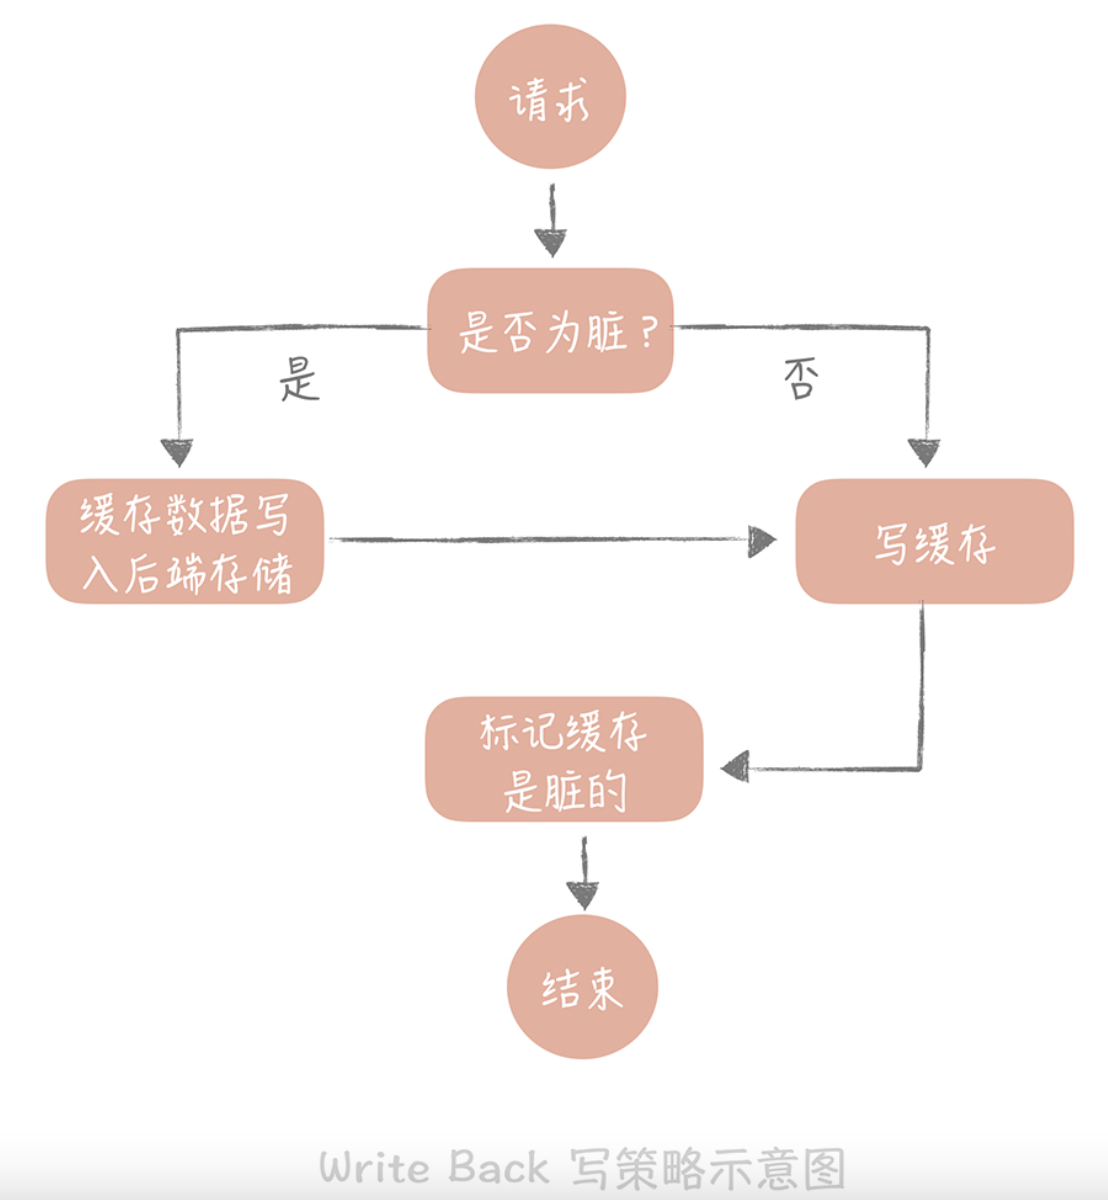 请求
是否为脏？
是
否
缓存数据写
入后端存储
写缓存
标记缓存
是脏的
结束
Write Back 写策略示意图